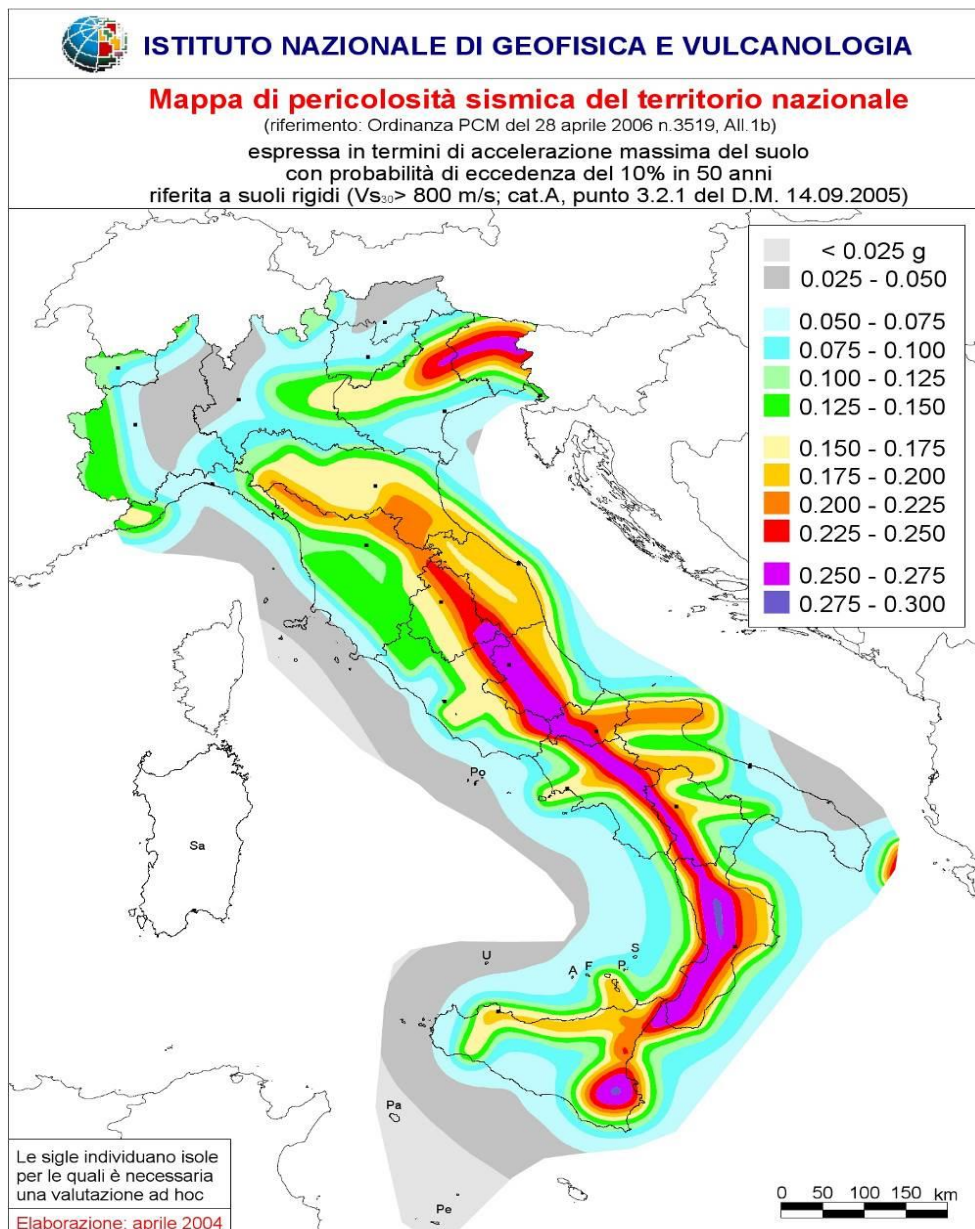 ISTITUTO NAZIONALE DI GEOFISICA E VULCANOLOGIA
Mappa di pericolosità sismica del territorio nazionale
(riferimento: Ordinanza PCM del 28 aprile 2006 n.3519, All.1b)
espressa in termini di accelerazione massima del suolo
con probabilità di eccedenza del 10% in 50 anni
riferita a suoli rigidi (Vs30> 800 m/s; cat.A, punto 3.2.1 del D.M. 14.09.2005)
< 0.025 g
0.025 - 0.050
0.050 - 0.075
0.075 - 0.100
0.100 - 0.125
0.125 - 0.150
0.150 - 0.175
0.175 - 0.200
0.200 - 0.225
0.225 - 0.250
0.250 - 0.275
0.275 - 0.300
Po
Sa
U
A
F
P
S
Pa
Pe
Le sigle individuano isole
per le quali è necessaria
una valutazione ad hoc
Elaborazione: aprile 2004
0 50 100 150 km